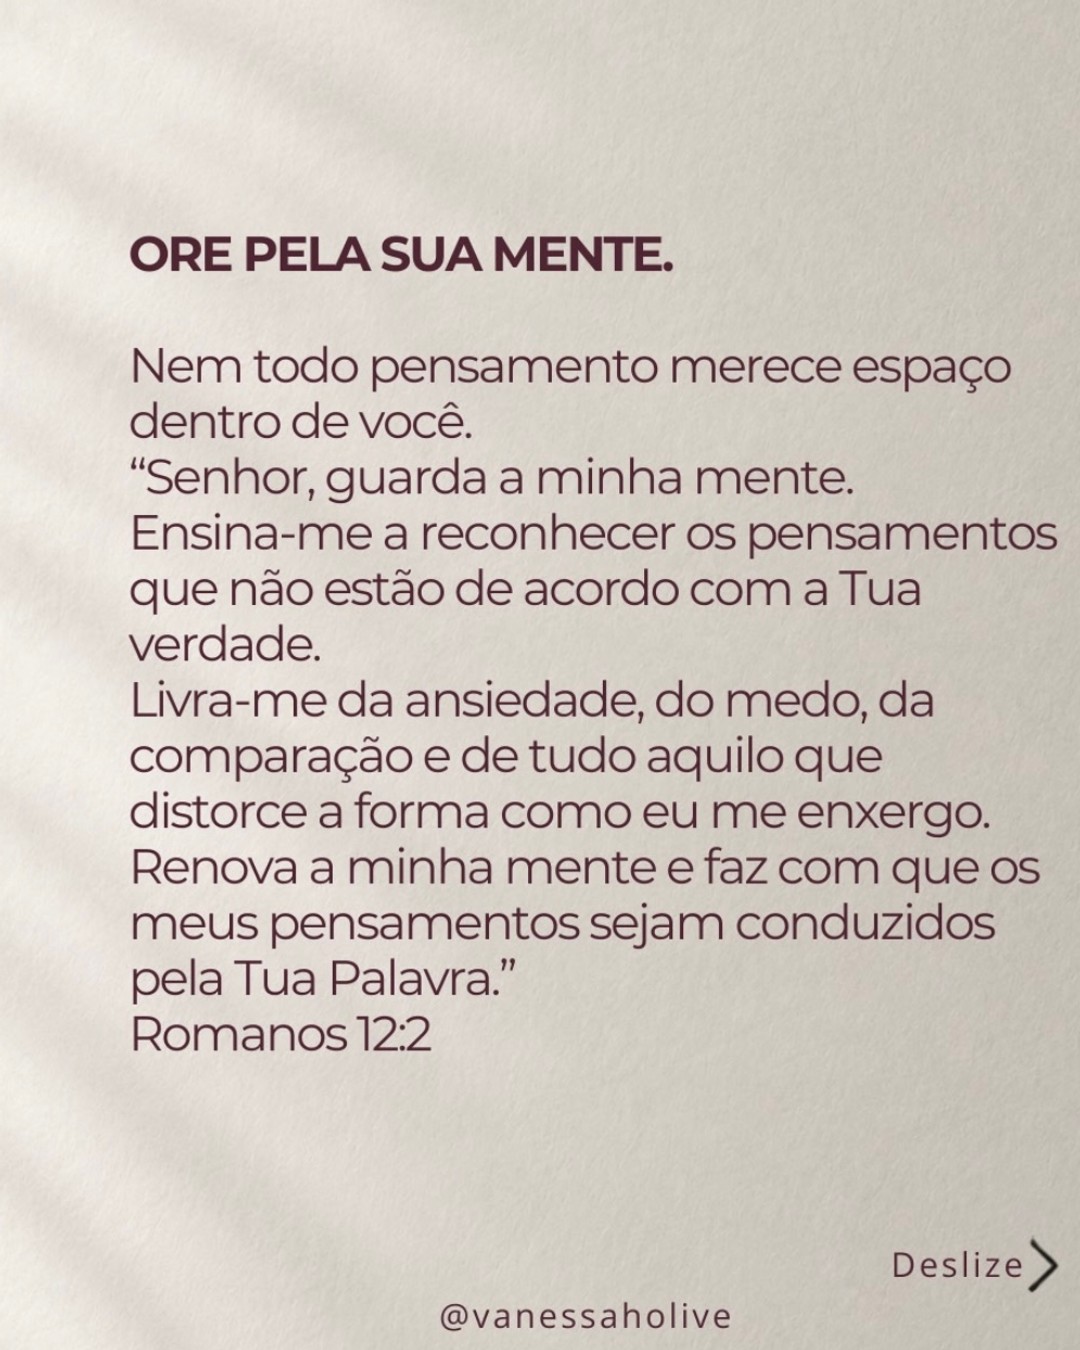 ORE PELA SUA MENTE.
Nem todo pensamento merece espaço
dentro de você.
“Senhor, guarda a minha mente.
Ensina-me a reconhecer os pensamentos
que não estão de acordo com a Tua
verdade.
Livra-me da ansiedade, do medo, da
comparação e de tudo aquilo que
distorce a forma como eu me enxergo.
Renova a minha mente e faz com que os
meus pensamentos sejam conduzidos
pela Tua Palavra.”
Romanos 12:2
Deslize
@vanessaholive